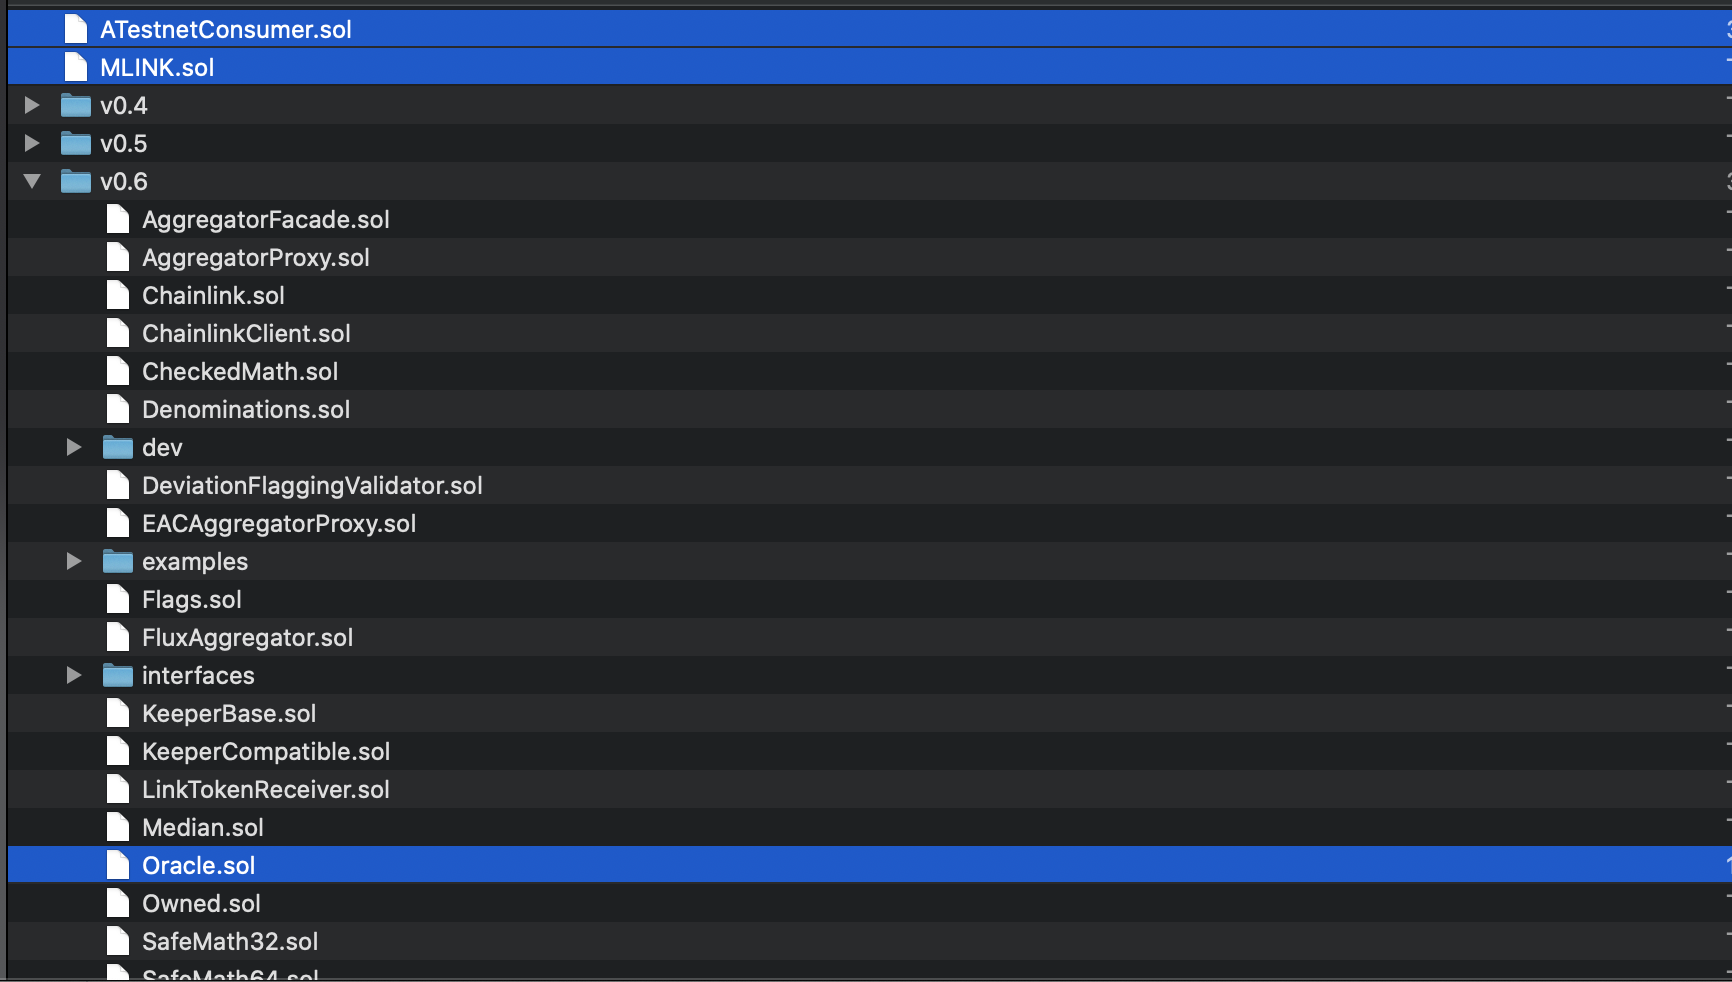 ATestnetConsumer.sol
MLINK.sol
v0.4
v0.5
v0.6
AggregatorFacade.sol
AggregatorProxy.sol
Chainlink.sol
ChainlinkClient.sol
CheckedMath.sol
Denominations.sol
dev
DeviationFlaggingValidator.sol
EACAggregatorProxy.sol
examples
Flags.sol
FluxAggregator.sol
interfaces
KeeperBase.sol
KeeperCompatible.sol
LinkTokenReceiver.sol
Median.sol
Oracle.sol
Owned.sol
SafeMath32.sol
SafeMath64.sol